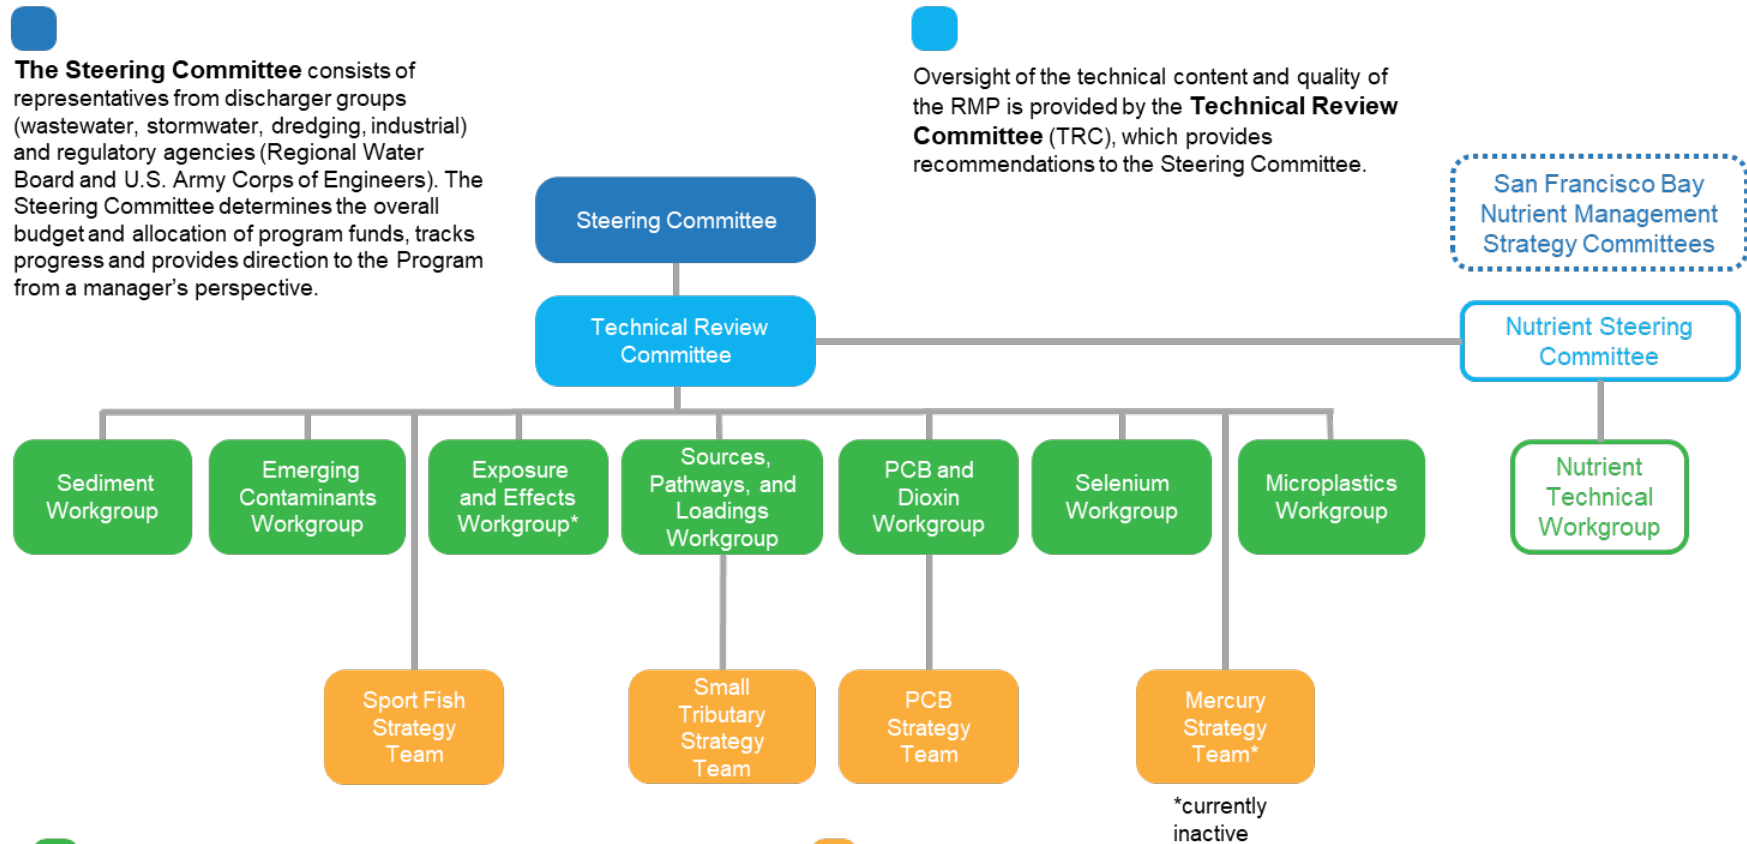 The Steering Committee consists of
representatives from discharger groups
(wastewater, stormwater, dredging, industrial)
and regulatory agencies (Regional Water
Board and U.S. Army Corps of Engineers). The
Steering Committee determines the overall
budget and allocation of program funds, tracks
progress and provides direction to the Program
from a manager's perspective.
Oversight of the technical content and quality of
the RMP is provided by the Technical Review
Committee (TRC), which provides
recommendations to the Steering Committee.
San Francisco Bay
Nutrient Management
Strategy Committees
Steering Committee
Technical Review
Committee
Nutrient Steering
Committee
Sediment
Workgroup
Emerging
Contaminants
Workgroup
Exposure
and Effects
Workgroup*
Sources,
Pathways, and
Loadings
Workgroup
PCB and
Dioxin
Workgroup
Selenium
Workgroup
Microplastics
Workgroup
Nutrient
Technical
Workgroup
Sport Fish
Strategy
Team
Small
Tributary
Strategy
Team
PCB
Strategy
Team
Mercury
Strategy
Team*
*currently
inactive